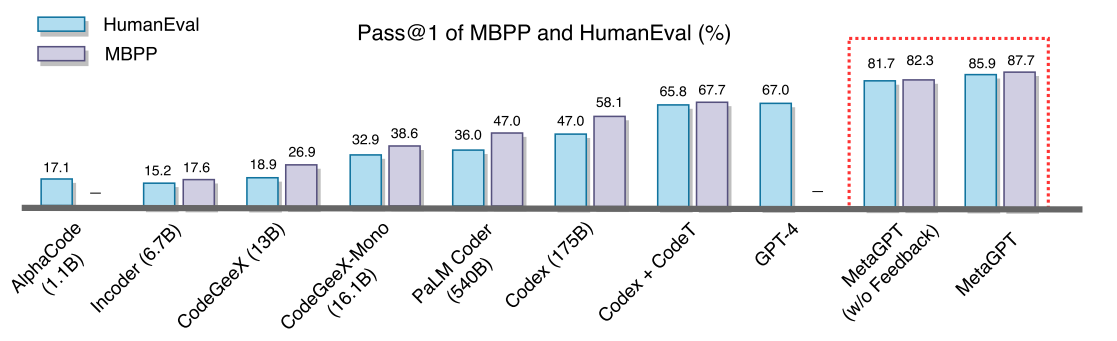 HumanEval
MBPP
Pass@1 of MBPP and HumanEval (%)
17.1
–
15.2
17.6
18.9
26.9
32.9
38.6
36.0
47.0
47.0
58.1
65.8
67.7
67.0
–
81.7
82.3
85.9
87.7
AlphaCode
(1.1B)
Incoder (6.7B)
CodeGeeX (13B)
CodeGeeX-Mono
(16.1B)
PaLM Coder
(540B)
Codex (175B)
Codex + CodeT
GPT-4
MetaGPT
(w/o Feedback)
MetaGPT